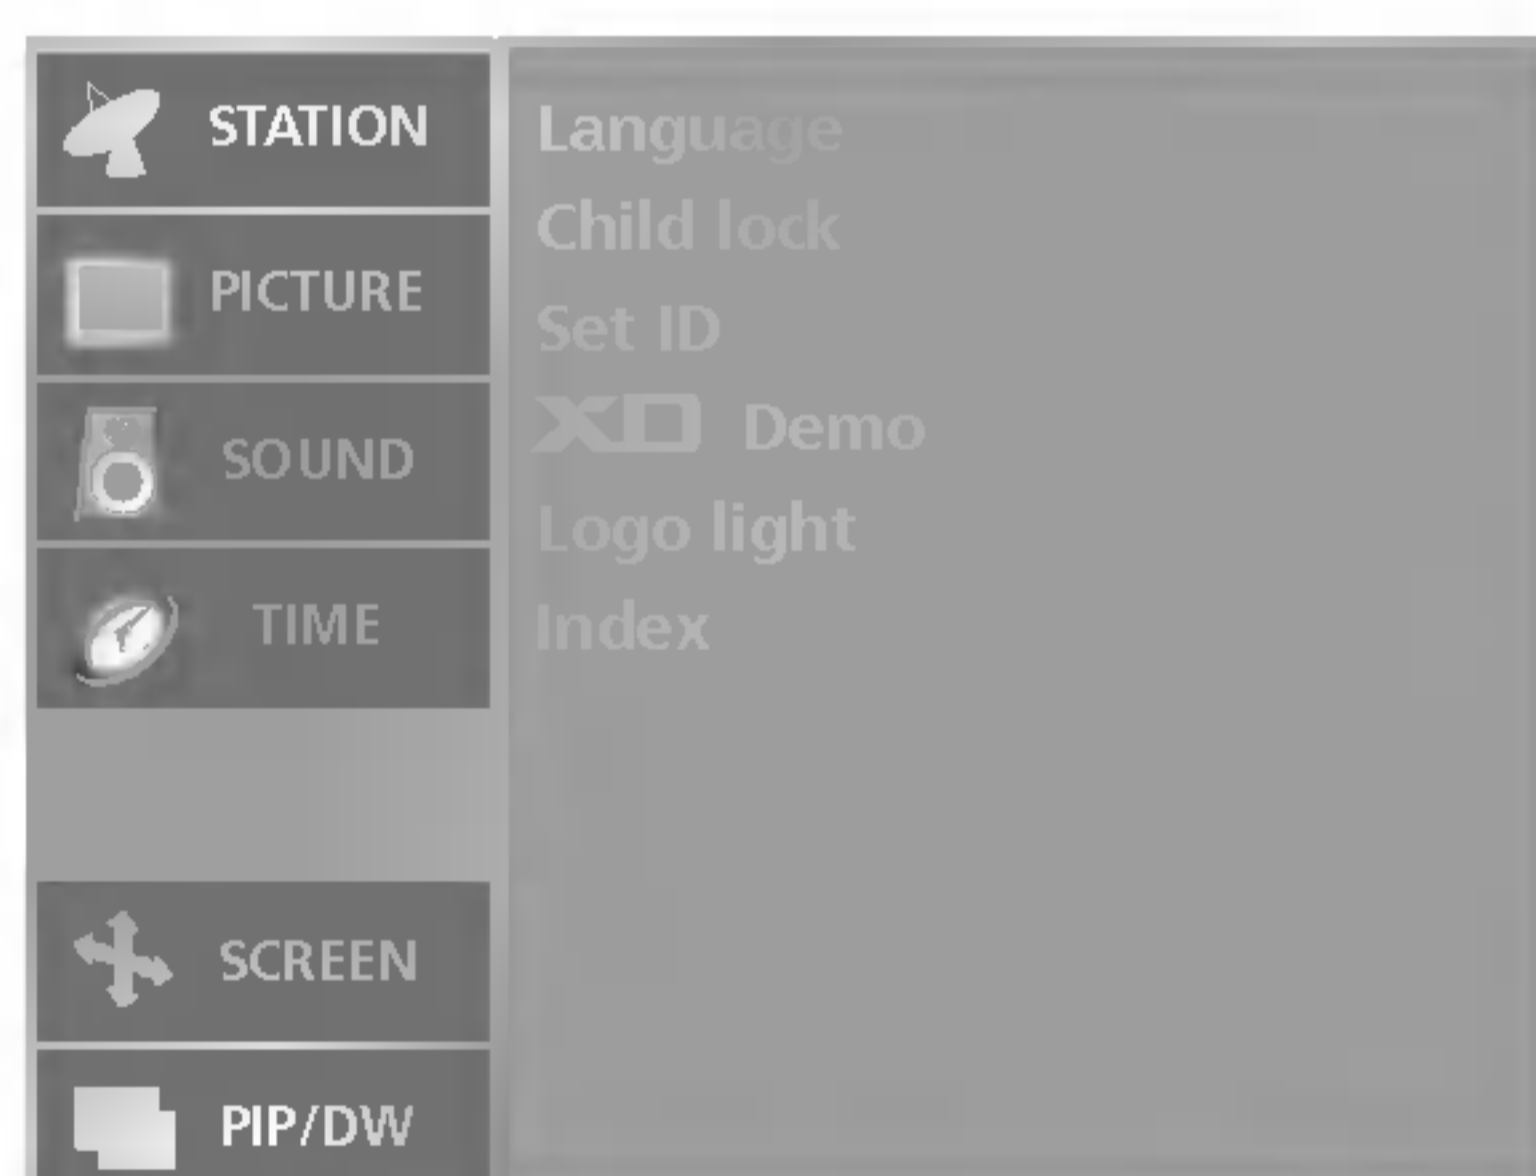 STATION
PICTURE
SOUND
TIME
SCREEN
PIP/DW
Language
Child lock
Set ID
XD Demo
Logo light
Index